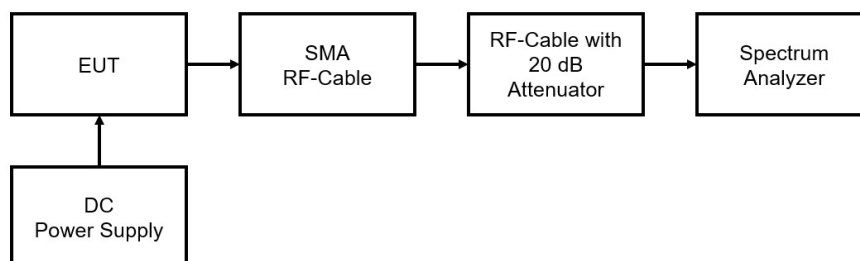 EUT
SMA
RF-Cable
RF-Cable with
20 dB
Attenuator
Spectrum
Analyzer
DC
Power Supply